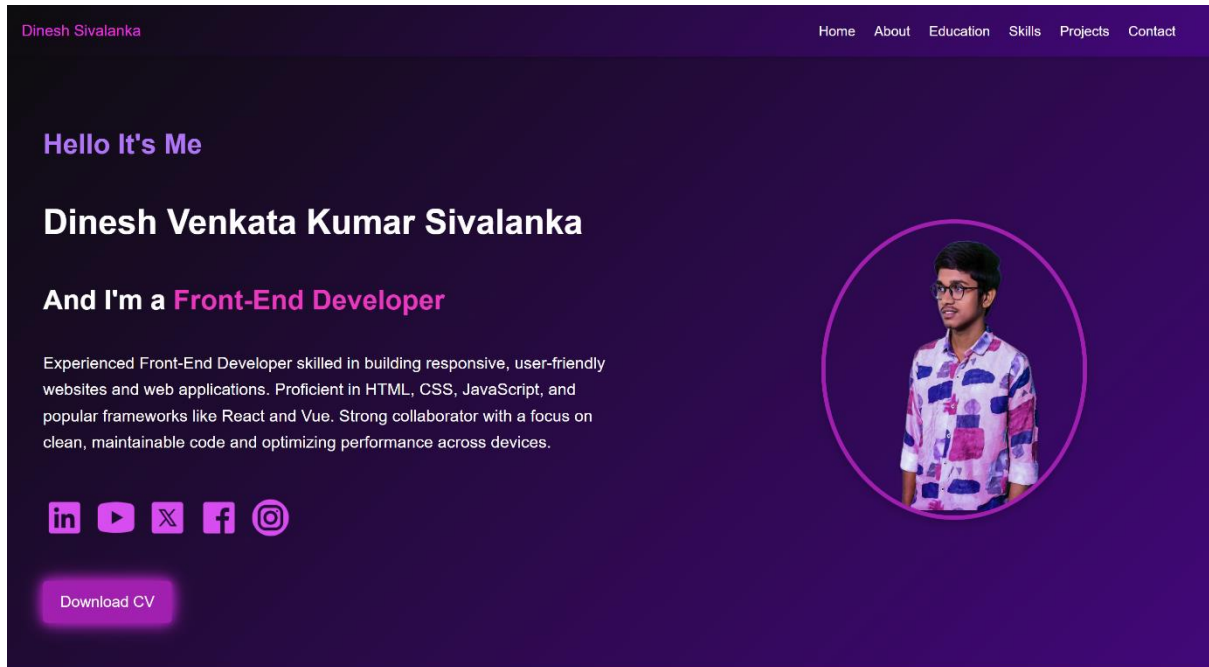 Dinesh Sivalanka
Home About Education Skills Projects Contact
Hello It's Me
Dinesh Venkata Kumar Sivalanka
And I'm a Front-End Developer
Experienced Front-End Developer skilled in building responsive, user-friendly
websites and web applications. Proficient in HTML, CSS, JavaScript, and
popular frameworks like React and Vue. Strong collaborator with a focus on
clean, maintainable code and optimizing performance across devices.
in X f
Download CV